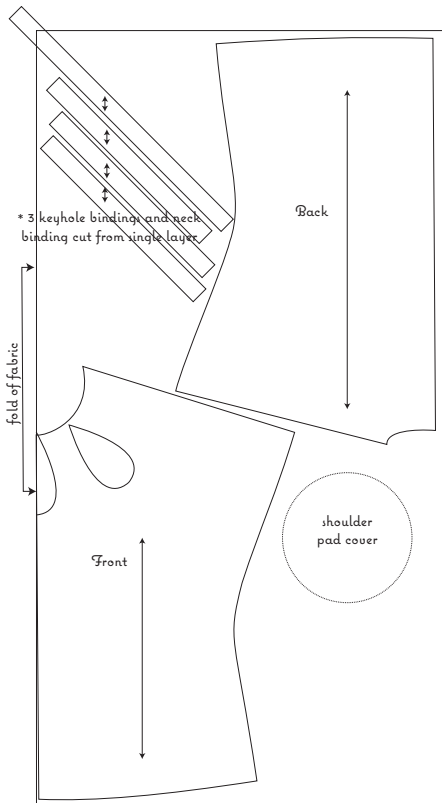 * 3 keyhole bindings and neck
binding cut from single layer
Back
fold of fabric
shoulder
pad cover
Front